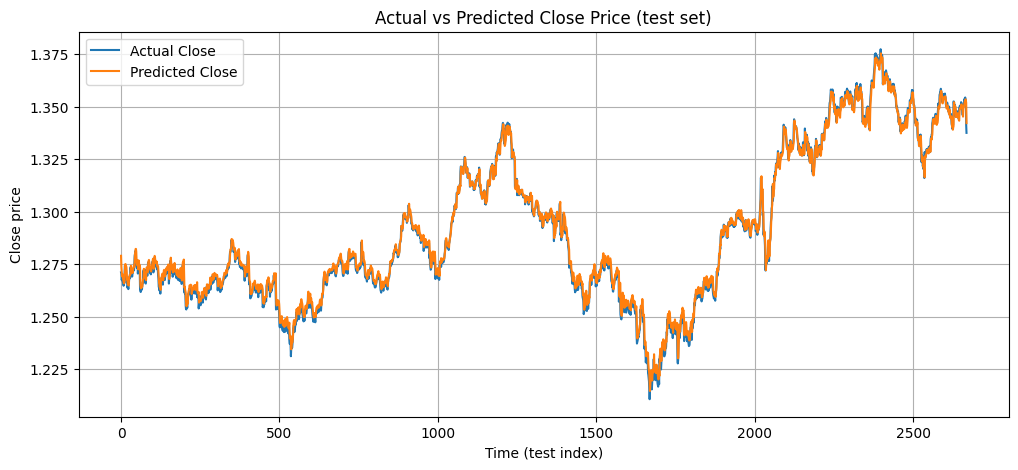 Actual vs Predicted Close Price (test set)
Actual Close
Predicted Close
Close price
1.375
1.350
1.325
1.300
1.275
1.250
1.225
0 500 1000 1500 2000 2500
Time (test index)